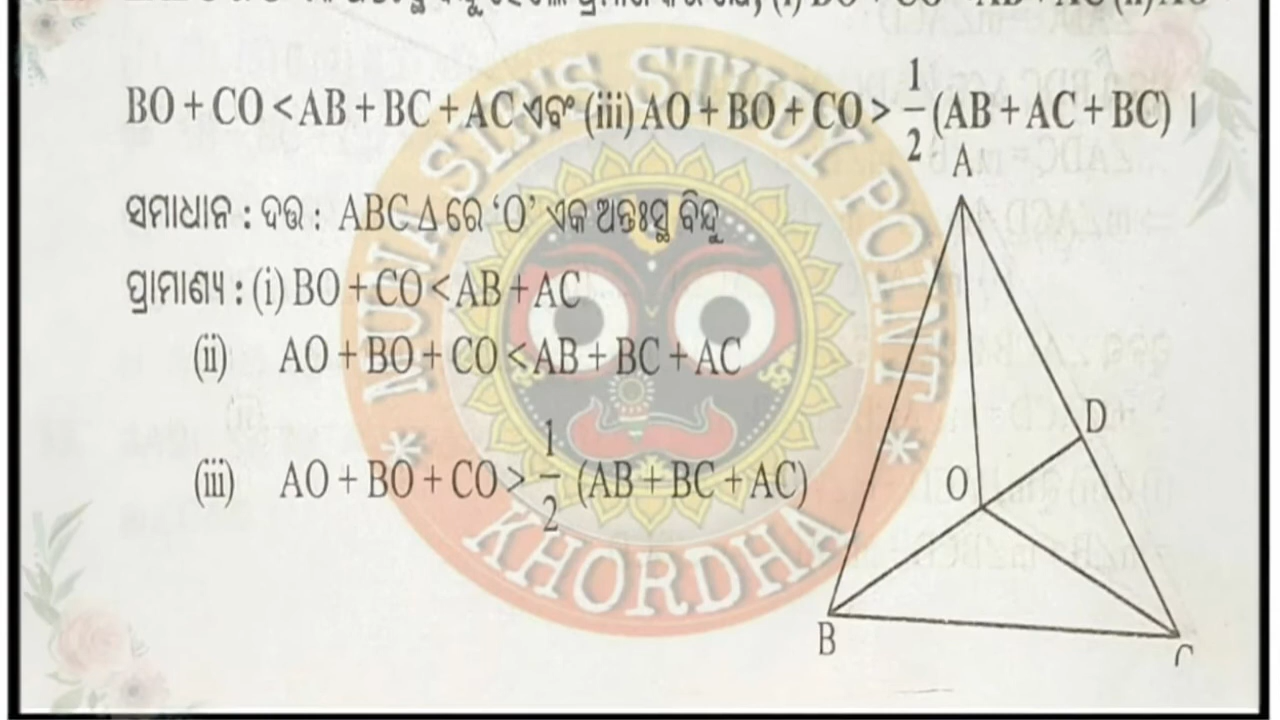 BO + CO < AB + BC + AC ଏବଂ (iii) AO + BO + CO > 1/2 (AB + AC + BC) ।
ସମାଧାନ : ଦତ୍ତ : ABC Δ ରେ ‘O’ ଏକ ଅନ୍ତଃସ୍ଥ ବିନ୍ଦୁ
ପ୍ରାମାଣ୍ୟ : (i) BO + CO < AB + AC
(ii) AO + BO + CO < AB + BC + AC
(iii) AO + BO + CO > 1/2 (AB + BC + AC)
A
D
O
B
C
STUDY POINT
KHORDHA